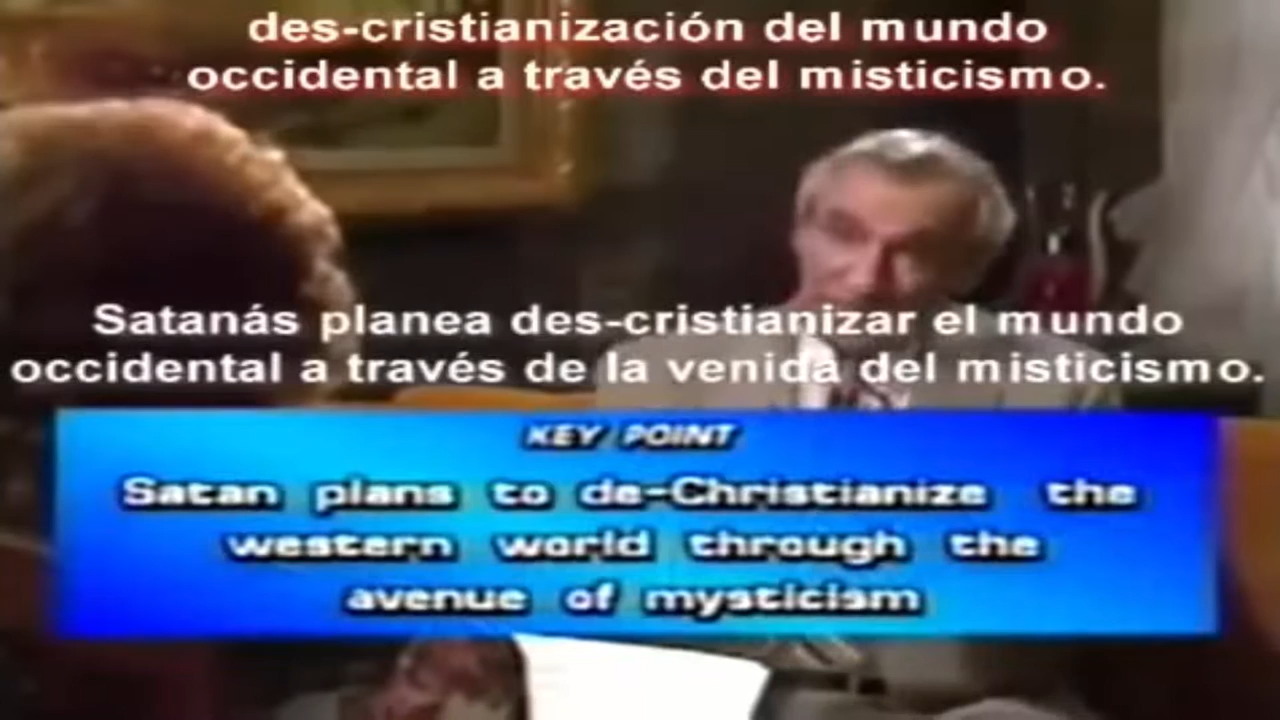 des-cristianización del mundo
occidental a través del misticismo.
Satanás planea des-cristianizar el mundo
occidental a través de la venida del misticismo.
KEY POINT
Satan plans to de-Christianize the
western world through the
avenue of mysticism